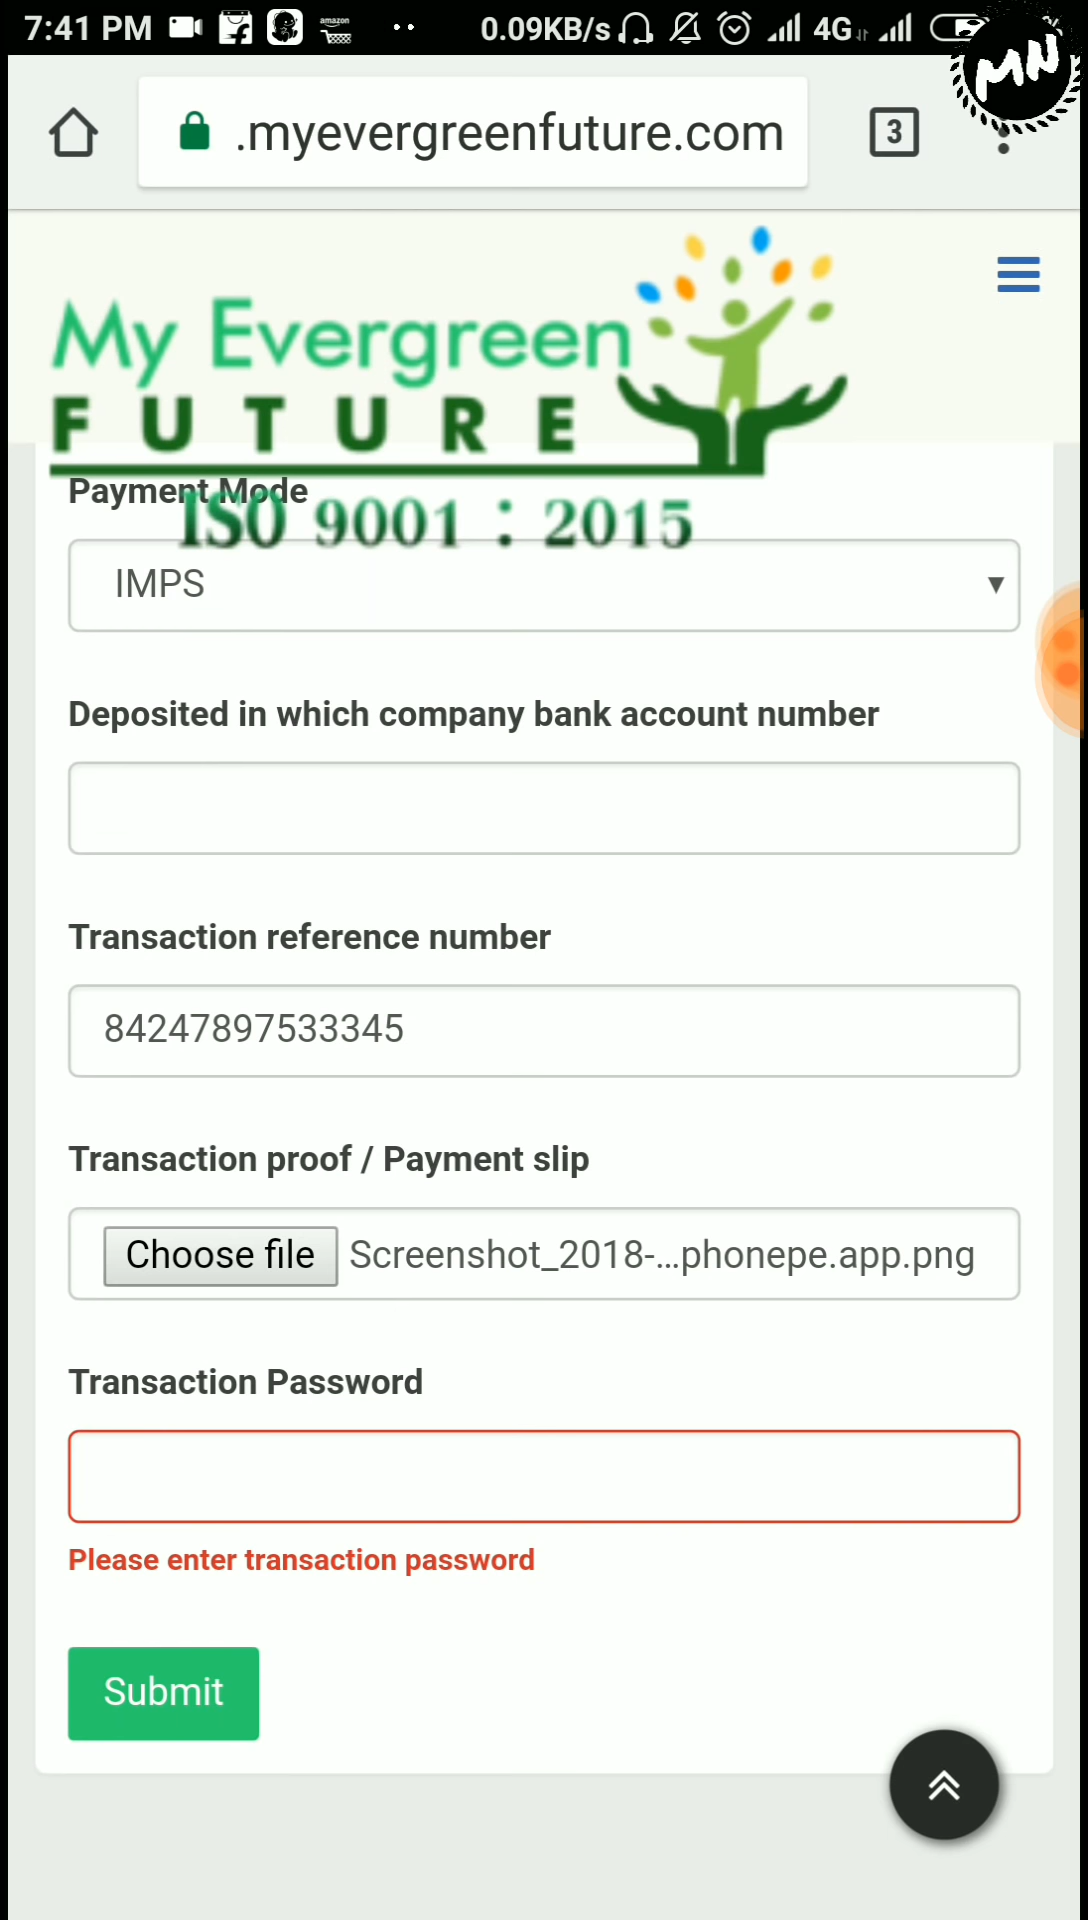 7:41 PM amazon 0.09KB/s 4G
MN
.myevergreenfuture.com 3
My Evergreen
FUTURE
Payment Mode
ISO 9001 : 2015
IMPS
Deposited in which company bank account number
Transaction reference number
84247897533345
Transaction proof / Payment slip
Choose file Screenshot_2018-...phonepe.app.png
Transaction Password
Please enter transaction password
Submit